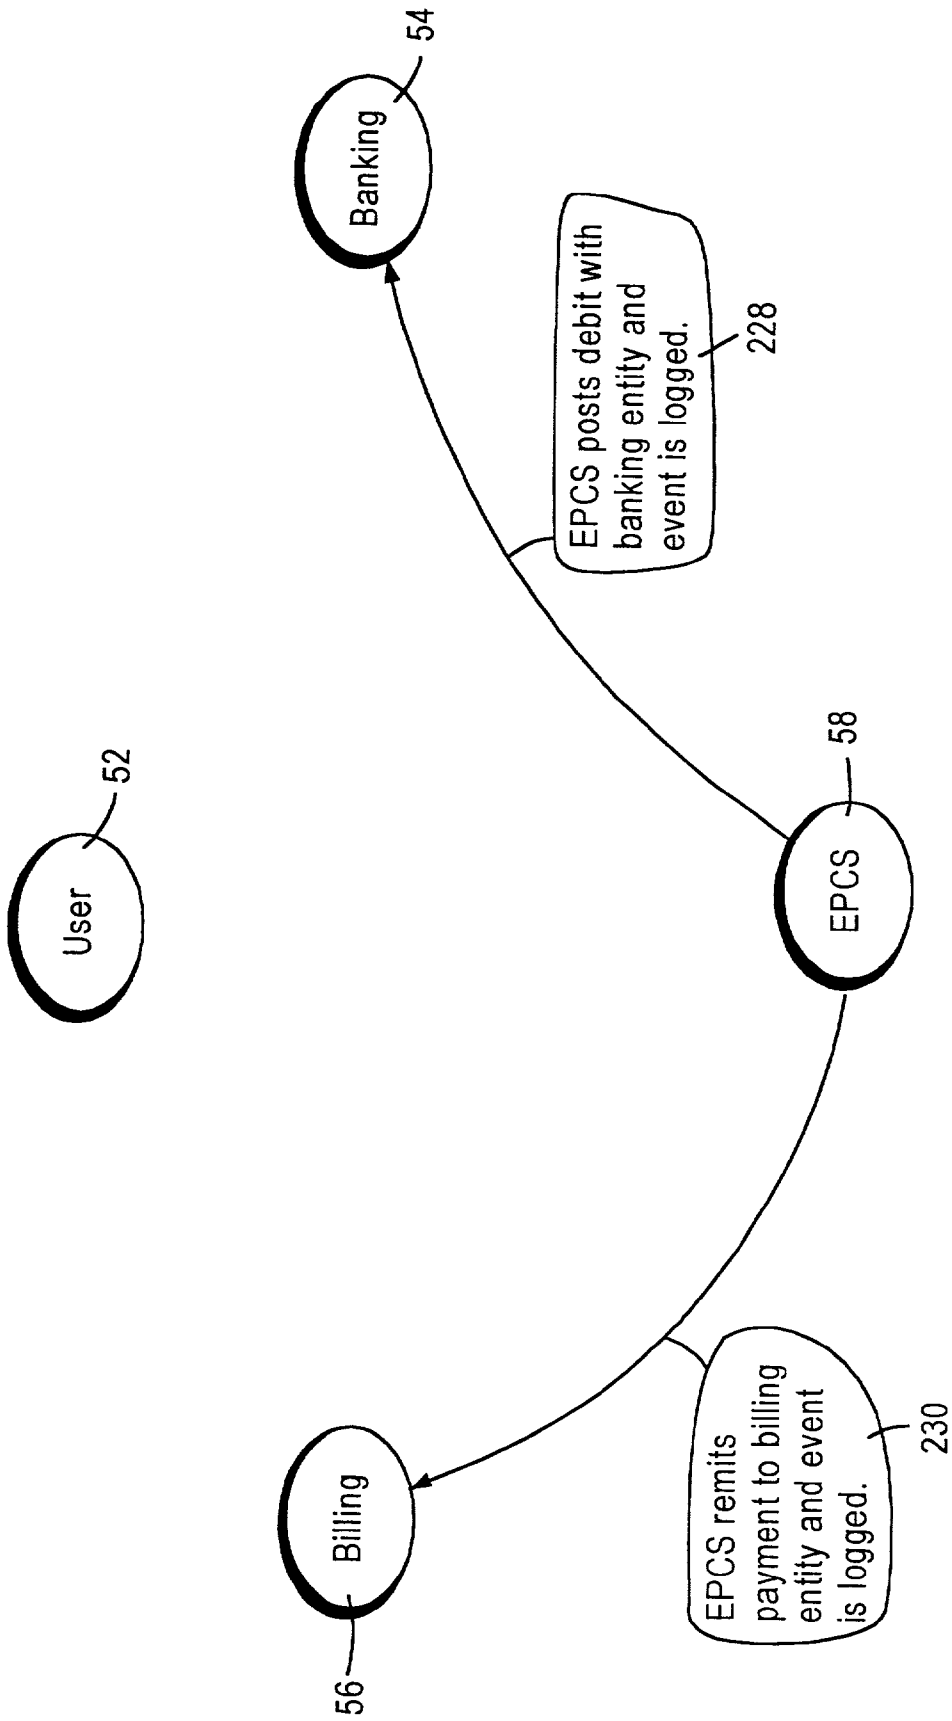 User
52
Billing
56
Banking
54
EPCS remits
payment to billing
entity and event
is logged.
230
EPCS
58
EPCS posts debit with
banking entity and
event is logged.
228